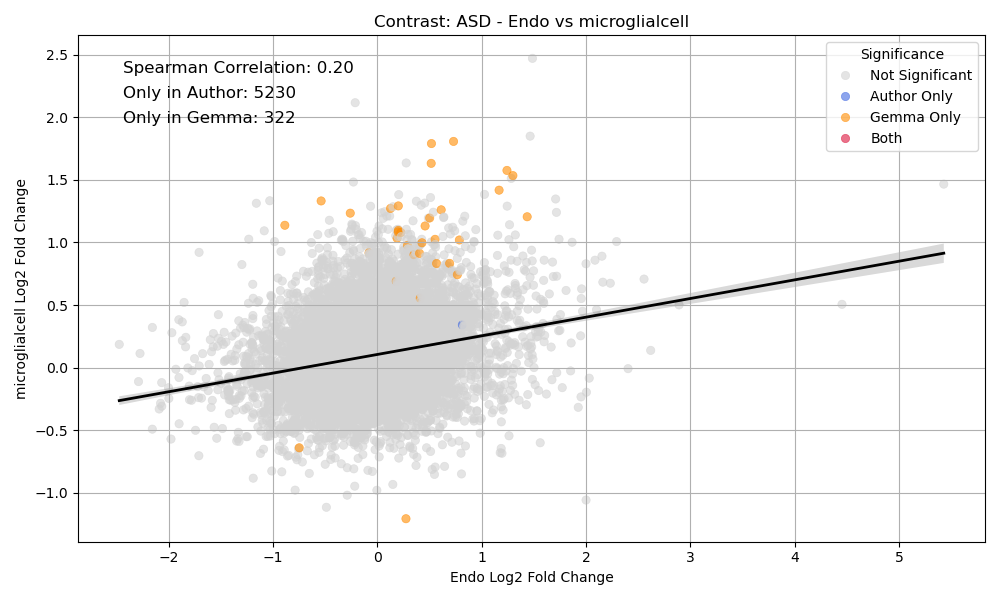 Contrast: ASD - Endo vs microglialcell
Spearman Correlation: 0.20
Only in Author: 5230
Only in Gemma: 322
Significance
Not Significant
Author Only
Gemma Only
Both
2.5
2.0
1.5
1.0
0.5
0.0
−0.5
−1.0
microglialcell Log2 Fold Change
−2 −1 0 1 2 3 4 5
Endo Log2 Fold Change